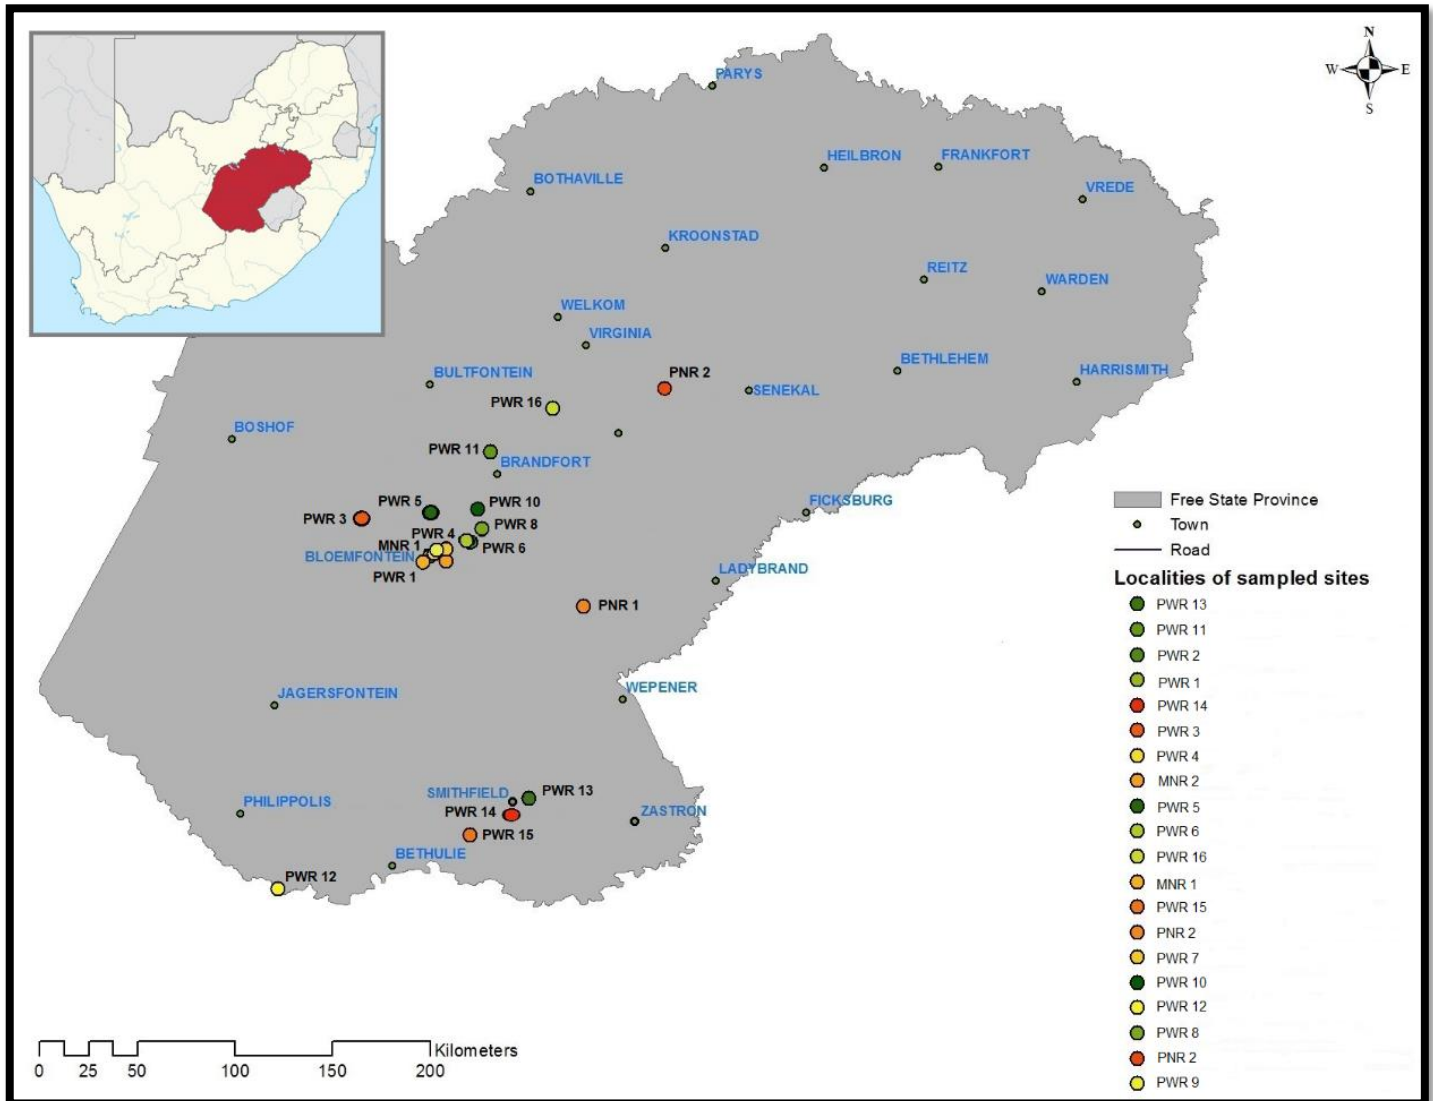 N
W E
S
PARYS
HEILBRON
FRANKFORT
BOTHAVILLE
VREDE
KROONSTAD
REITZ
WARDEN
WELKOM
VIRGINIA
BETHLEHEM
HARRISMITH
BULTFONTEIN
PNR 2
SENEKAL
PWR 16
BOSHOF
PWR 11
BRANDFORT
FICKSBURG
PWR 5
PWR 10
PWR 3
PWR 8
PWR 4
MNR 1
PWR 6
BLOEMFONTEIN
PWR 1
LADYBRAND
PNR 1
JAGERSFONTEIN
WEPENER
SMITHFIELD
PWR 13
PHILIPPOLIS
PWR 14
ZASTRON
PWR 15
BETHULIE
PWR 12
Free State Province
Town
Road
Localities of sampled sites
PWR 13
PWR 11
PWR 2
PWR 1
PWR 14
PWR 3
PWR 4
MNR 2
PWR 5
PWR 6
PWR 16
MNR 1
PWR 15
PNR 2
PWR 7
PWR 10
PWR 12
PWR 8
PNR 2
PWR 9
Kilometers
0 25 50 100 150 200